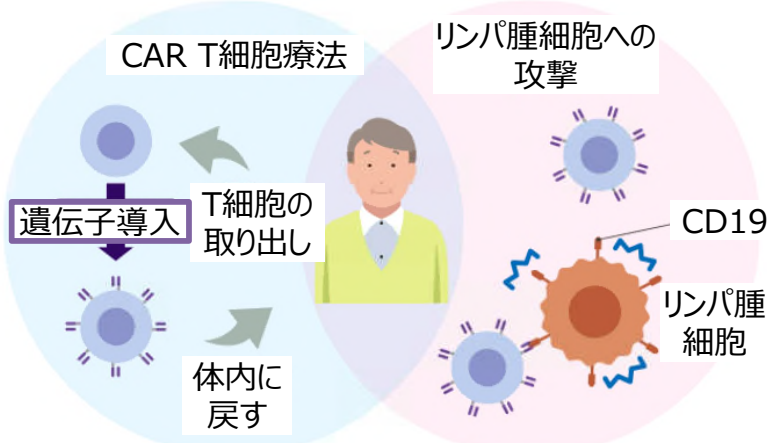 CAR T細胞療法
T細胞の
取り出し
遺伝子導入
体内に
戻す
リンパ腫細胞への
攻撃
CD19
リンパ腫
細胞